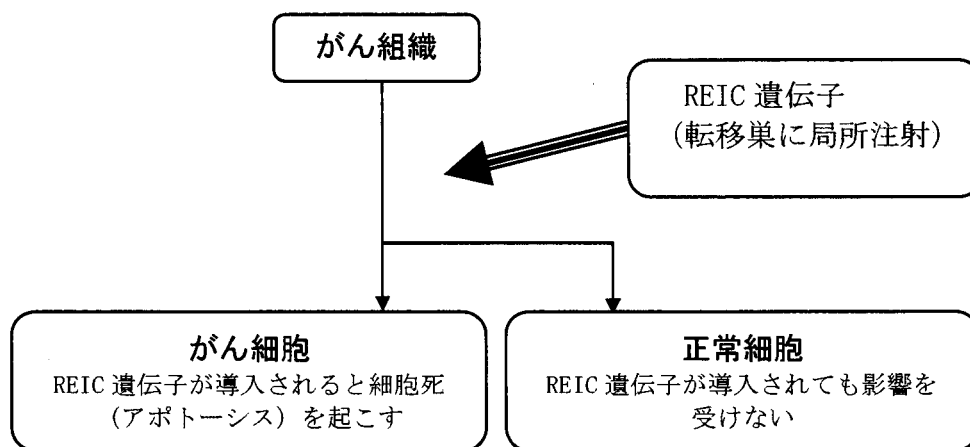 がん組織
REIC 遺伝子
(転移巣に局所注射)
がん細胞
REIC 遺伝子が導入されると細胞死
(アポトーシス) を起こす
正常細胞
REIC 遺伝子が導入されても影響を
受けない